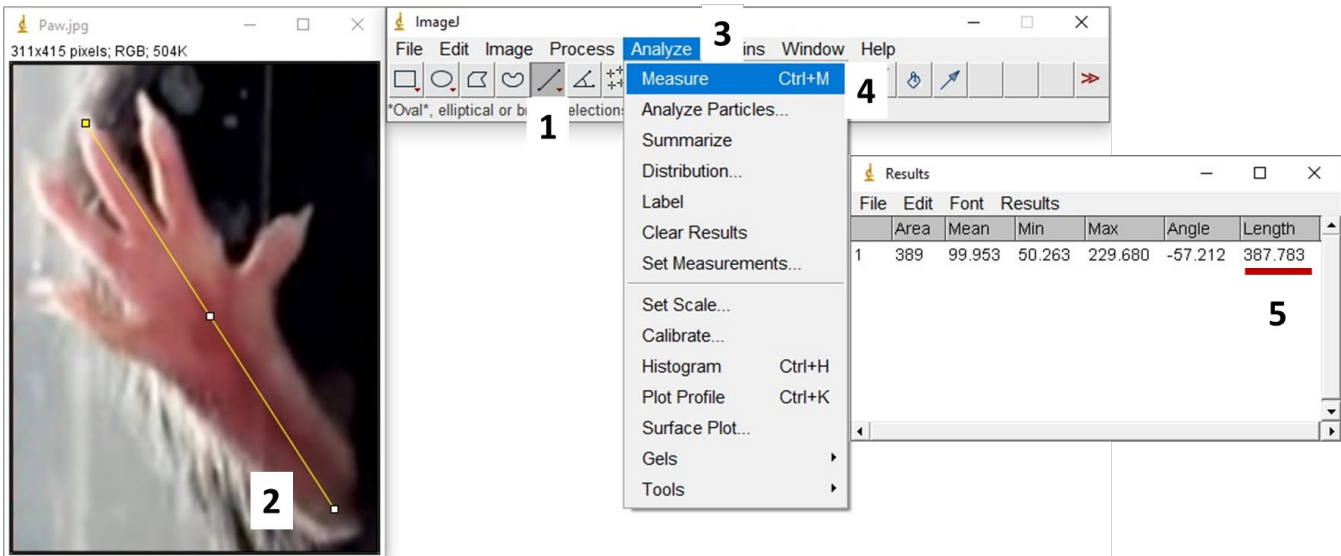 Paw.jpg
311x415 pixels; RGB; 504K
2
ImageJ
File Edit Image Process Analyze ins Window Help
3
*Oval*, elliptical or br election
1
Measure Ctrl+M
4
Analyze Particles...
Summarize
Distribution...
Label
Clear Results
Set Measurements...
Set Scale...
Calibrate...
Histogram Ctrl+H
Plot Profile Ctrl+K
Surface Plot...
Gels
Tools
Results
File Edit Font Results
Area Mean Min Max Angle Length
1 389 99.953 50.263 229.680 -57.212 387.783
5